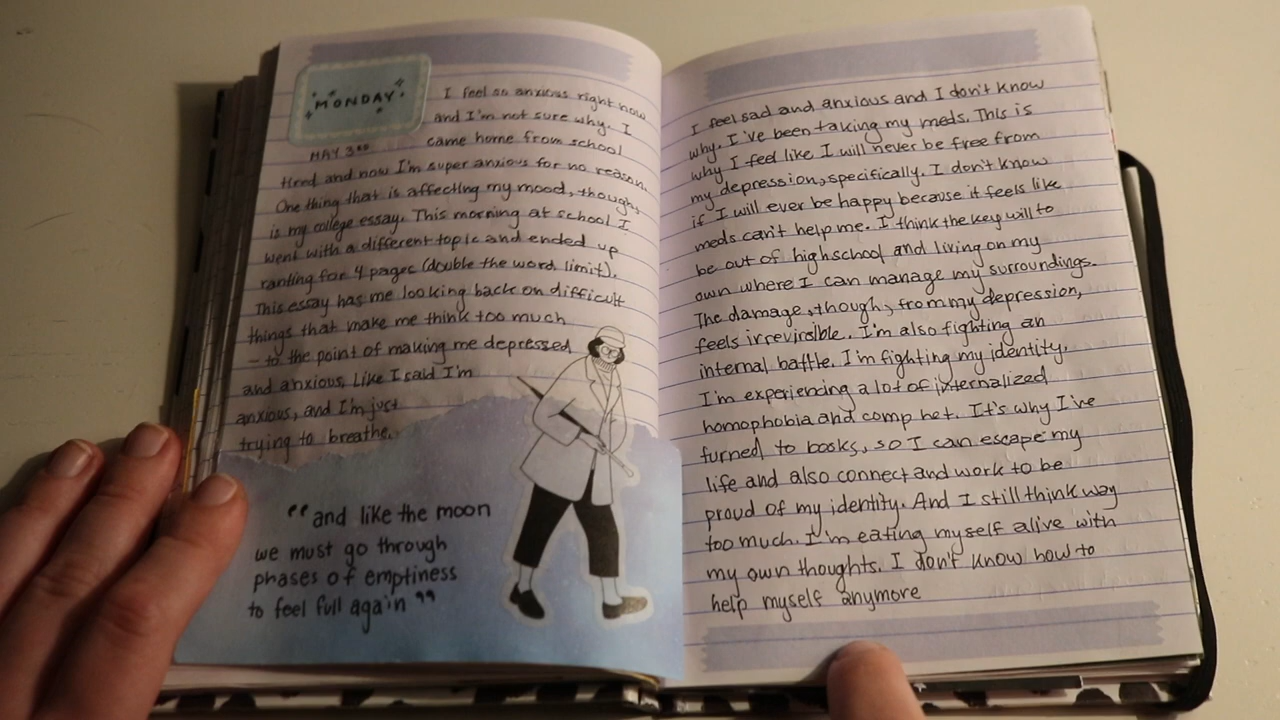 MONDAY
MAY 3RD
I feel so anxious right now
and I'm not sure why. I
came home from school
tired and now I'm super anxious for no reason.
One thing that is affecting my mood, though,
is my college essay. This morning at school I
went with a different topic and ended up
ranting for 4 pages (double the word limit).
This essay has me looking back on difficult
things that make me think too much
- to the point of making me depressed
and anxious. Like I said I'm
anxious, and I'm just
trying to breathe.
"and like the moon
we must go through
phases of emptiness
to feel full again"
I feel sad and anxious and I don't know
why. I've been taking my meds. This is
why I feel like I will never be free from
my depression, specifically. I don't know
if I will ever be happy because it feels like
meds can't help me. I think the key will to
be out of highschool and living on my
own where I can manage my surroundings.
The damage, though, from my depression,
feels irreversible. I'm also fighting an
internal battle. I'm fighting my identity.
I'm experiencing a lot of internalized
homophobia and comp het. It's why I've
turned to books, so I can escape my
life and also connect and work to be
proud of my identity. And I still think way
too much. I'm eating myself alive with
my own thoughts. I don't know how to
help myself anymore